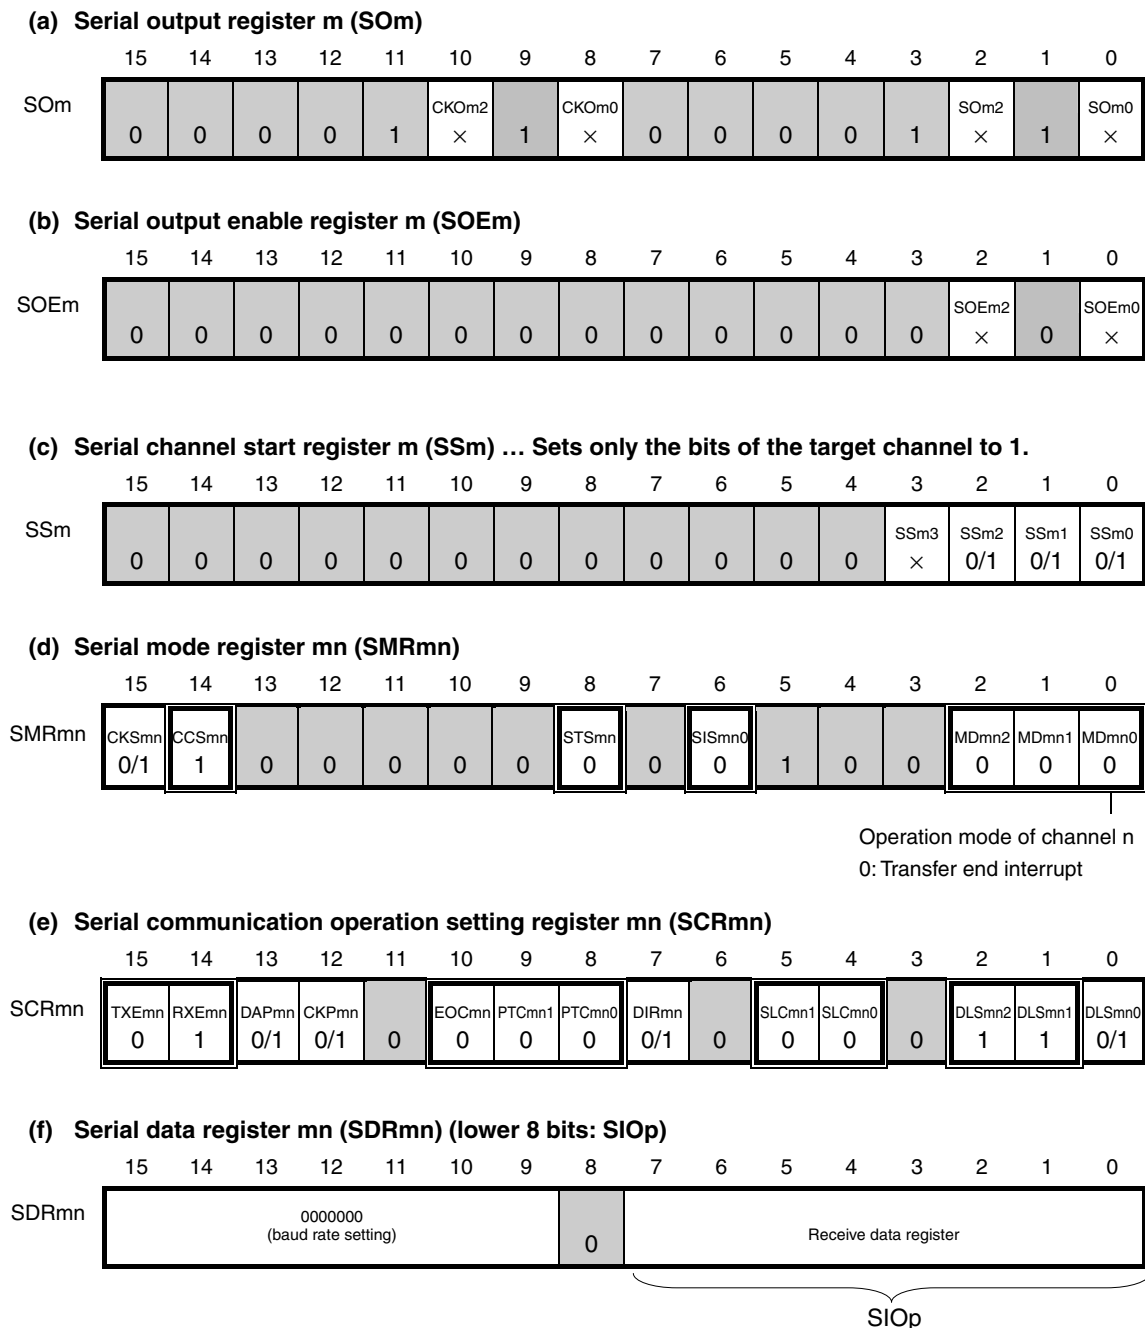 (a) Serial output register m (SOm)
15 14 13 12 11 10 9 8 7 6 5 4 3 2 1 0
SOm
CKOm2 CKOm0 SOm2 SOm0
0 0 0 0 1 × 1 × 0 0 0 0 1 × 1 ×
(b) Serial output enable register m (SOEm)
15 14 13 12 11 10 9 8 7 6 5 4 3 2 1 0
SOEm
SOEm2 SOEm0
0 0 0 0 0 0 0 0 0 0 0 0 0 × 0 ×
(c) Serial channel start register m (SSm) … Sets only the bits of the target channel to 1.
15 14 13 12 11 10 9 8 7 6 5 4 3 2 1 0
SSm
SSm3 SSm2 SSm1 SSm0
0 0 0 0 0 0 0 0 0 0 0 0 × 0/1 0/1 0/1
(d) Serial mode register mn (SMRmn)
15 14 13 12 11 10 9 8 7 6 5 4 3 2 1 0
SMRmn
CKSmn CCSmn STSmn SISmn0 MDmn2 MDmn1 MDmn0
0/1 1 0 0 0 0 0 0 0 0 1 0 0 0 0 0
Operation mode of channel n
0: Transfer end interrupt
(e) Serial communication operation setting register mn (SCRmn)
15 14 13 12 11 10 9 8 7 6 5 4 3 2 1 0
SCRmn
TXEmn RXEmn DAPmn CKPmn EOCmn PTCmn1 PTCmn0 DIRmn SLCmn1 SLCmn0 DLSmn2 DLSmn1 DLSmn0
0 1 0/1 0/1 0 0 0 0 0/1 0 0 0 0 1 1 0/1
(f) Serial data register mn (SDRmn) (lower 8 bits: SIOp)
15 14 13 12 11 10 9 8 7 6 5 4 3 2 1 0
SDRmn
0000000
(baud rate setting)
0
Receive data register
SIOp